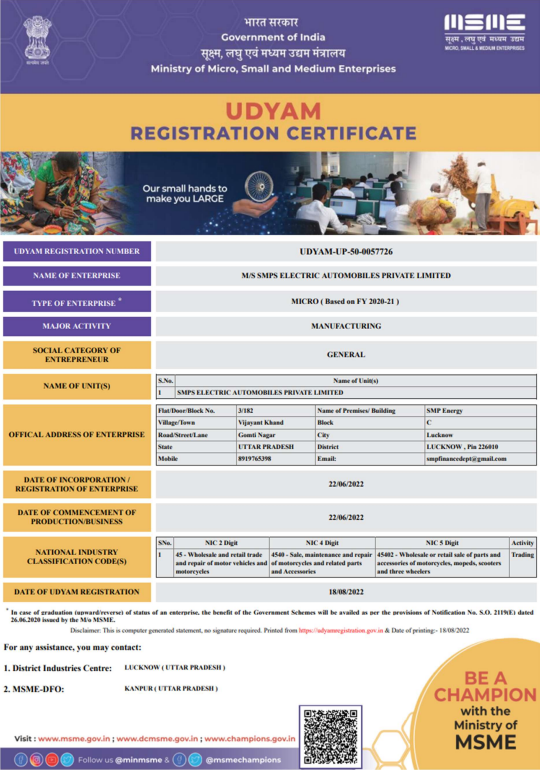 भारत सरकार
Government of India
सूक्ष्म, लघु एवं मध्यम उद्यम मंत्रालय
Ministry of Micro, Small and Medium Enterprises
सत्यमेव जयते
MSME
सूक्ष्म, लघु एवं मध्यम उद्यम
MICRO, SMALL & MEDIUM ENTERPRISES
UDYAM
REGISTRATION CERTIFICATE
Our small hands to
make you LARGE
UDYAM REGISTRATION NUMBER UDYAM-UP-50-0057726
NAME OF ENTERPRISE M/S SMPS ELECTRIC AUTOMOBILES PRIVATE LIMITED
TYPE OF ENTERPRISE * MICRO ( Based on FY 2020-21 )
MAJOR ACTIVITY MANUFACTURING
SOCIAL CATEGORY OF
ENTREPRENEUR GENERAL
NAME OF UNIT(S)
S.No. Name of Unit(s)
1 SMPS ELECTRIC AUTOMOBILES PRIVATE LIMITED
OFFICAL ADDRESS OF ENTERPRISE
Flat/Door/Block No. 3/182 Name of Premises/ Building SMP Energy
Village/Town Vijayant Khand Block C
Road/Street/Lane Gomti Nagar City Lucknow
State UTTAR PRADESH District LUCKNOW , Pin 226010
Mobile 8919765398 Email: smpfinancedept@gmail.com
DATE OF INCORPORATION /
REGISTRATION OF ENTERPRISE 22/06/2022
DATE OF COMMENCEMENT OF
PRODUCTION/BUSINESS 22/06/2022
NATIONAL INDUSTRY
CLASSIFICATION CODE(S)
SNo. NIC 2 Digit NIC 4 Digit NIC 5 Digit Activity
1 45 - Wholesale and retail trade and repair of motor vehicles and motorcycles 4540 - Sale, maintenance and repair of motorcycles and related parts and Accessories 45402 - Wholesale or retail sale of parts and accessories of motorcycles, mopeds, scooters and three wheelers Trading
DATE OF UDYAM REGISTRATION 18/08/2022
* In case of graduation (upward/reverse) of status of an enterprise, the benefit of the Government Schemes will be availed as per the provisions of Notification No. S.O. 2119(E) dated
26.06.2020 issued by the M/o MSME.
Disclaimer: This is computer generated statement, no signature required. Printed from https://udyamregistration.gov.in & Date of printing:- 18/08/2022
For any assistance, you may contact:
1. District Industries Centre: LUCKNOW ( UTTAR PRADESH )
2. MSME-DFO: KANPUR ( UTTAR PRADESH )
Visit : www.msme.gov.in ; www.dcmsme.gov.in ; www.champions.gov.in
Follow us @minmsme & @msmechampions
BE A
CHAMPION
with the
Ministry of
MSME